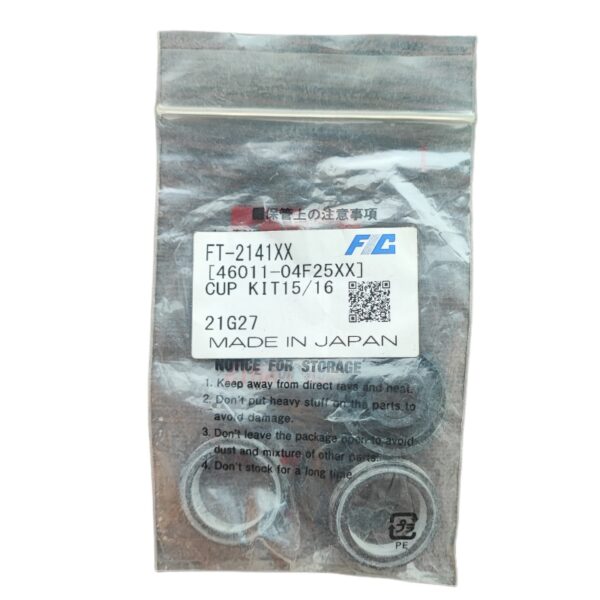 ■保管上の注意事項
FIC
FT-2141XX
[46011-04F25XX]
CUP KIT15/16
21G27
MADE IN JAPAN
NOTICE FOR STORAGE
1. Keep away from direct rays and heat.
2. Don't put heavy stuff on the parts to
avoid damage.
3. Don't leave the package open to avoid
dust and mixture of other parts.
4. Don't stock for a long time.
プラ
PE